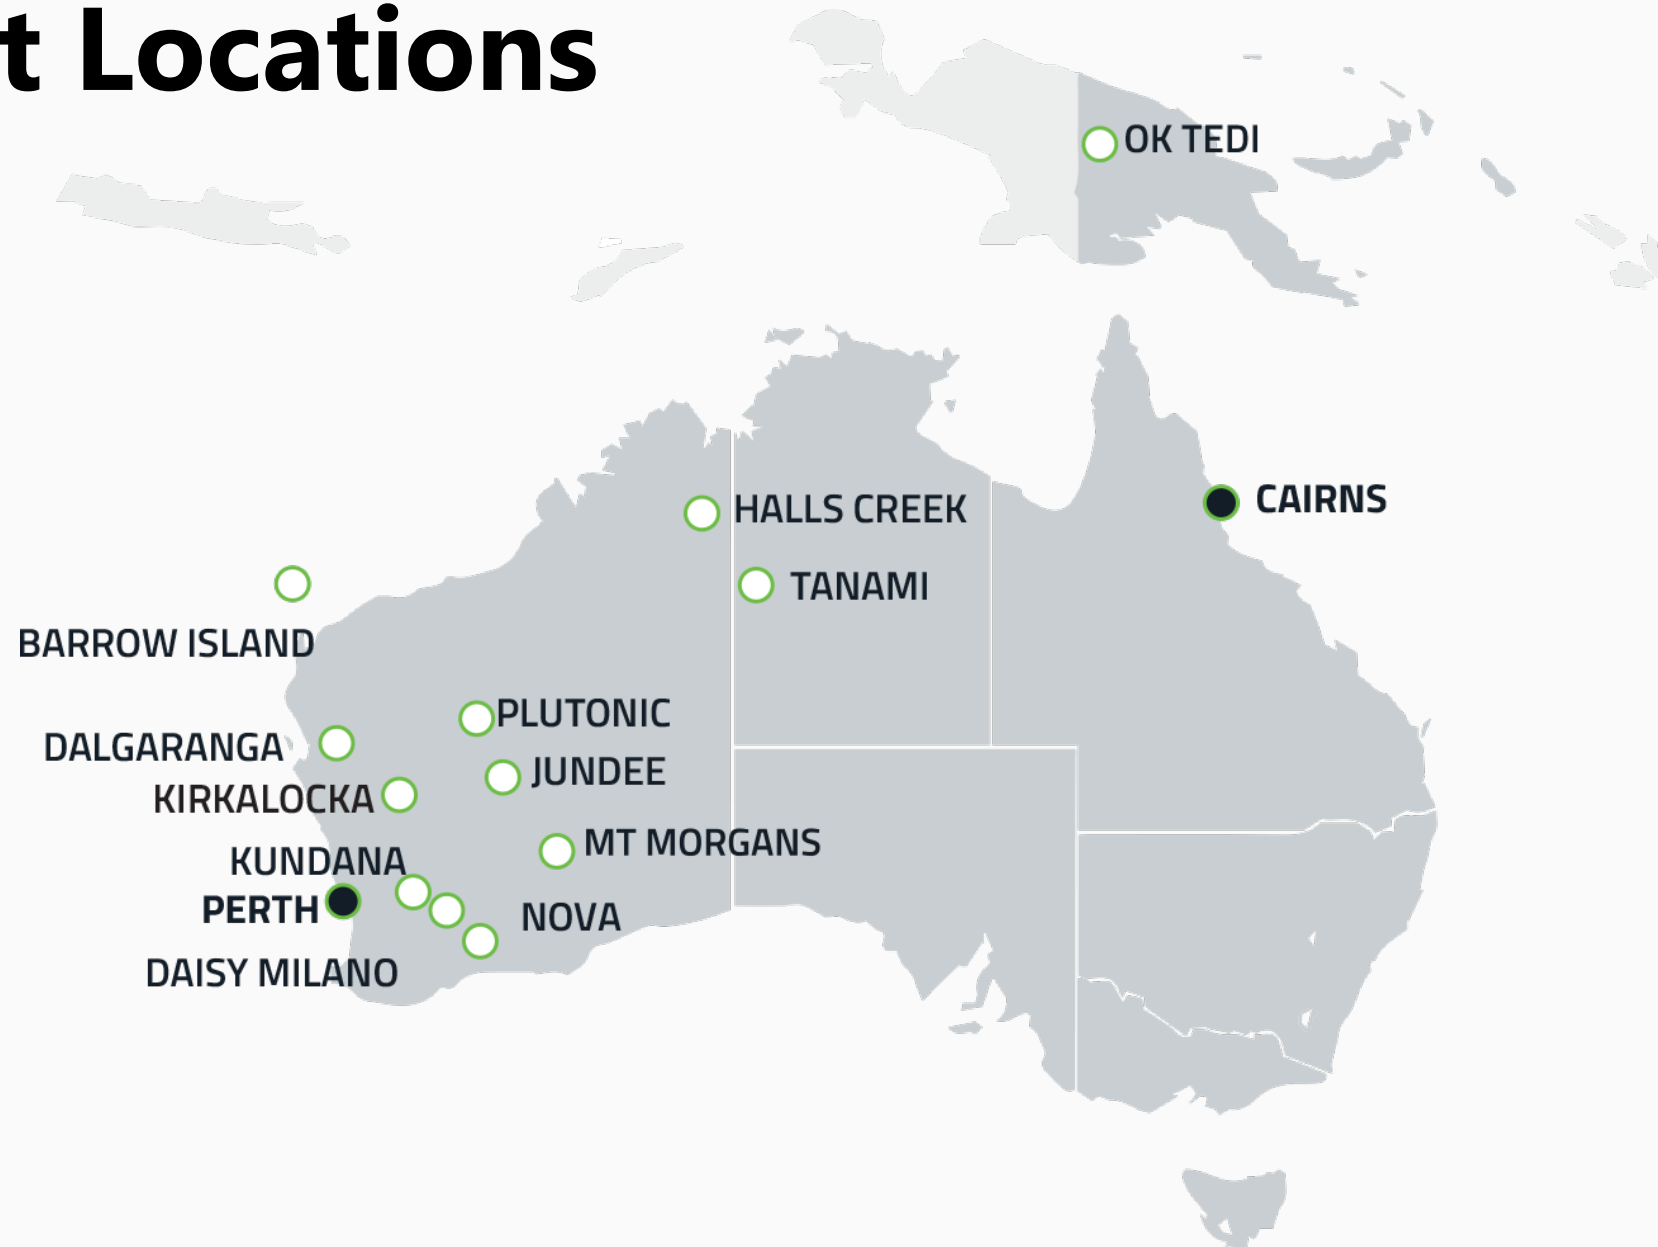 t Locations
OK TEDI
CAIRNS
HALLS CREEK
TANAMI
BARROW ISLAND
PLUTONIC
DALGARANGA
JUNDEE
KIRKALOCKA
MT MORGANS
KUNDANA
PERTH
NOVA
DAISY MILANO